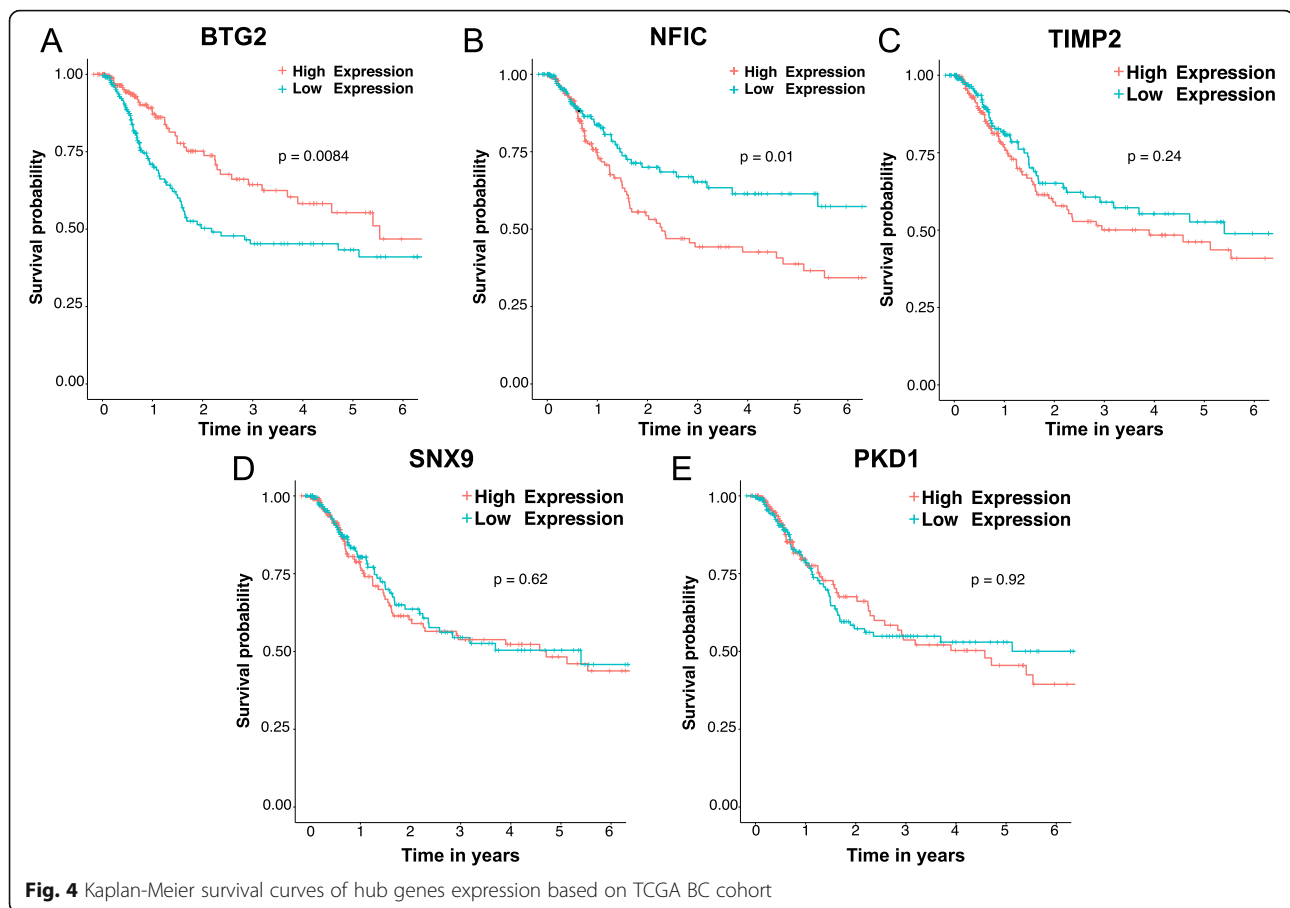 A
BTG2
High Expression
Low Expression
p = 0.0084
Survival probability
1.00
0.75
0.50
0.25
0.00
0 1 2 3 4 5 6
Time in years
B
NFIC
High Expression
Low Expression
p = 0.01
Survival probability
1.00
0.75
0.50
0.25
0.00
0 1 2 3 4 5 6
Time in years
C
TIMP2
High Expression
Low Expression
p = 0.24
Survival probability
1.00
0.75
0.50
0.25
0.00
0 1 2 3 4 5 6
Time in years
D
SNX9
High Expression
Low Expression
p = 0.62
Survival probability
1.00
0.75
0.50
0.25
0.00
0 1 2 3 4 5 6
Time in years
E
PKD1
High Expression
Low Expression
p = 0.92
Survival probability
1.00
0.75
0.50
0.25
0.00
0 1 2 3 4 5 6
Time in years
Fig. 4 Kaplan-Meier survival curves of hub genes expression based on TCGA BC cohort